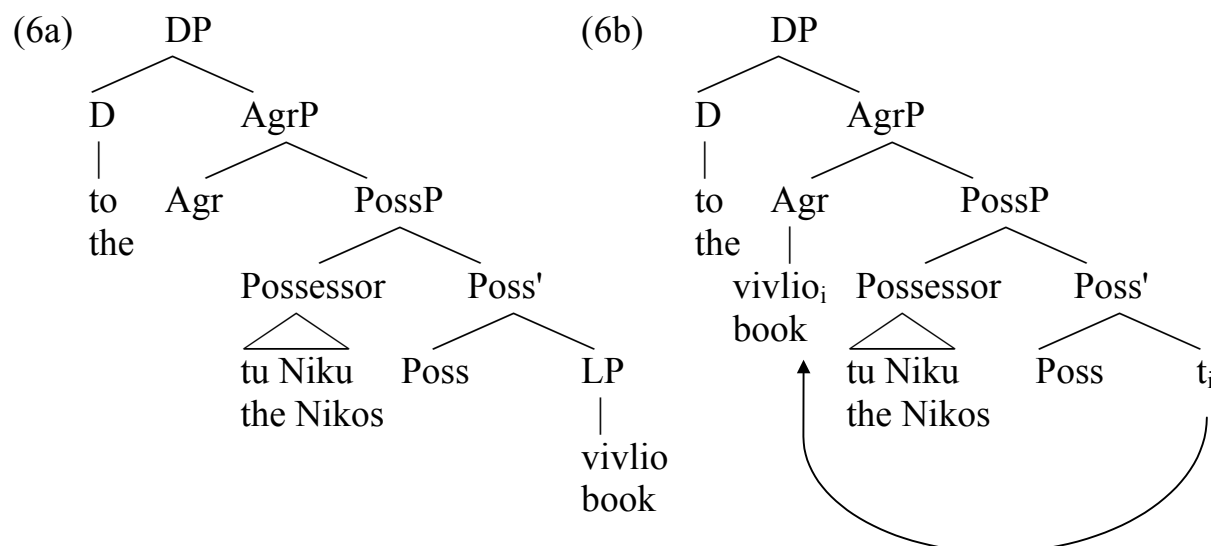 (6a) DP (6b) DP
D AgrP D AgrP
to Agr PossP to Agr PossP
the the
Possessor Poss' vivlioᵢ Possessor Poss'
book
tu Niku Poss LP tu Niku Poss tᵢ
the Nikos the Nikos
vivlio
book